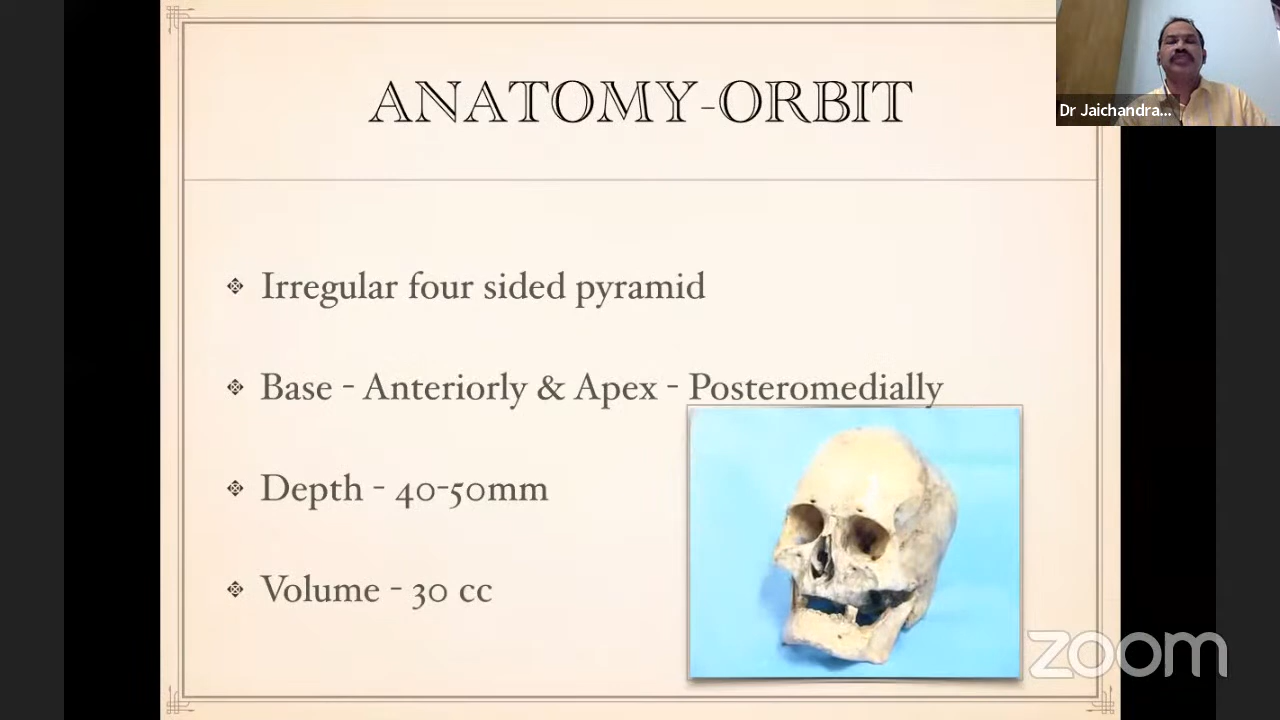 ANATOMY-ORBIT
Dr Jaichandra...
Irregular four sided pyramid
Base - Anteriorly & Apex - Posteromedially
Depth - 40-50mm
Volume - 30 cc
zoom